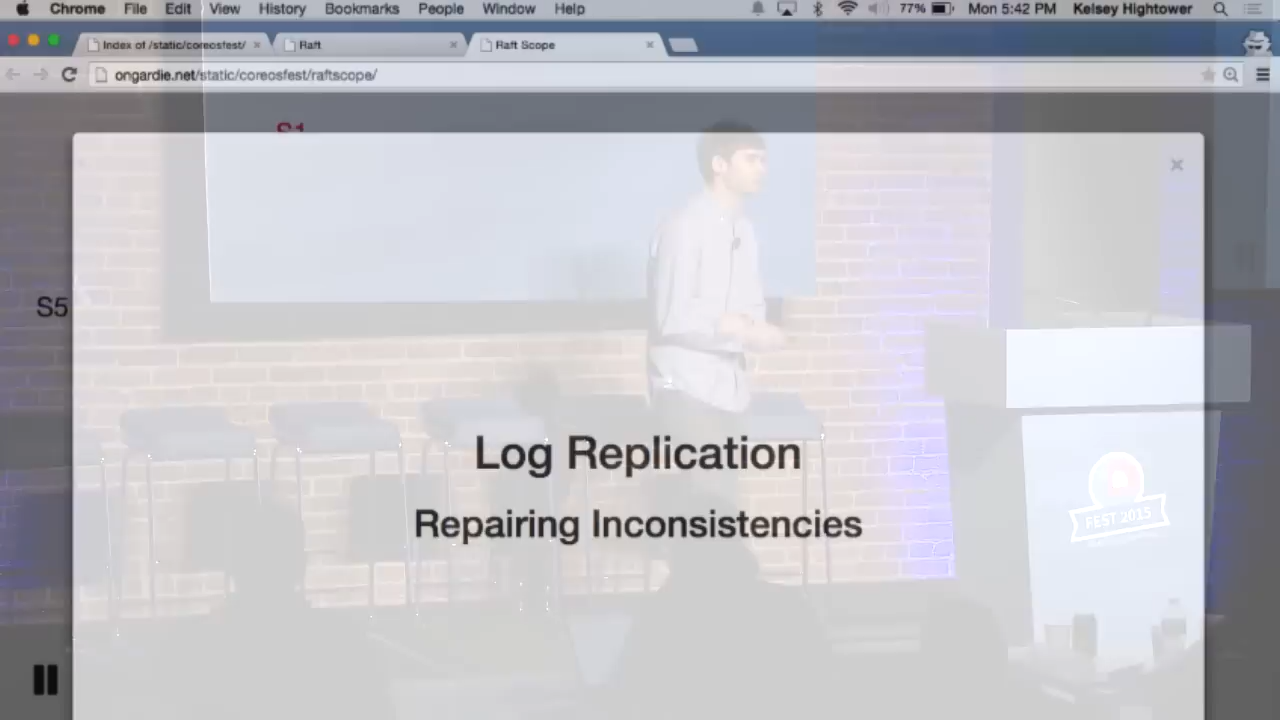 Chrome File Edit View History Bookmarks People Window Help 77% Mon 5:42 PM Kelsey Hightower
Index of /static/coreosfest/ Raft Raft Scope
ongardie.net/static/coreosfest/raftscope/
S1
S5
Log Replication
Repairing Inconsistencies
FEST 2015